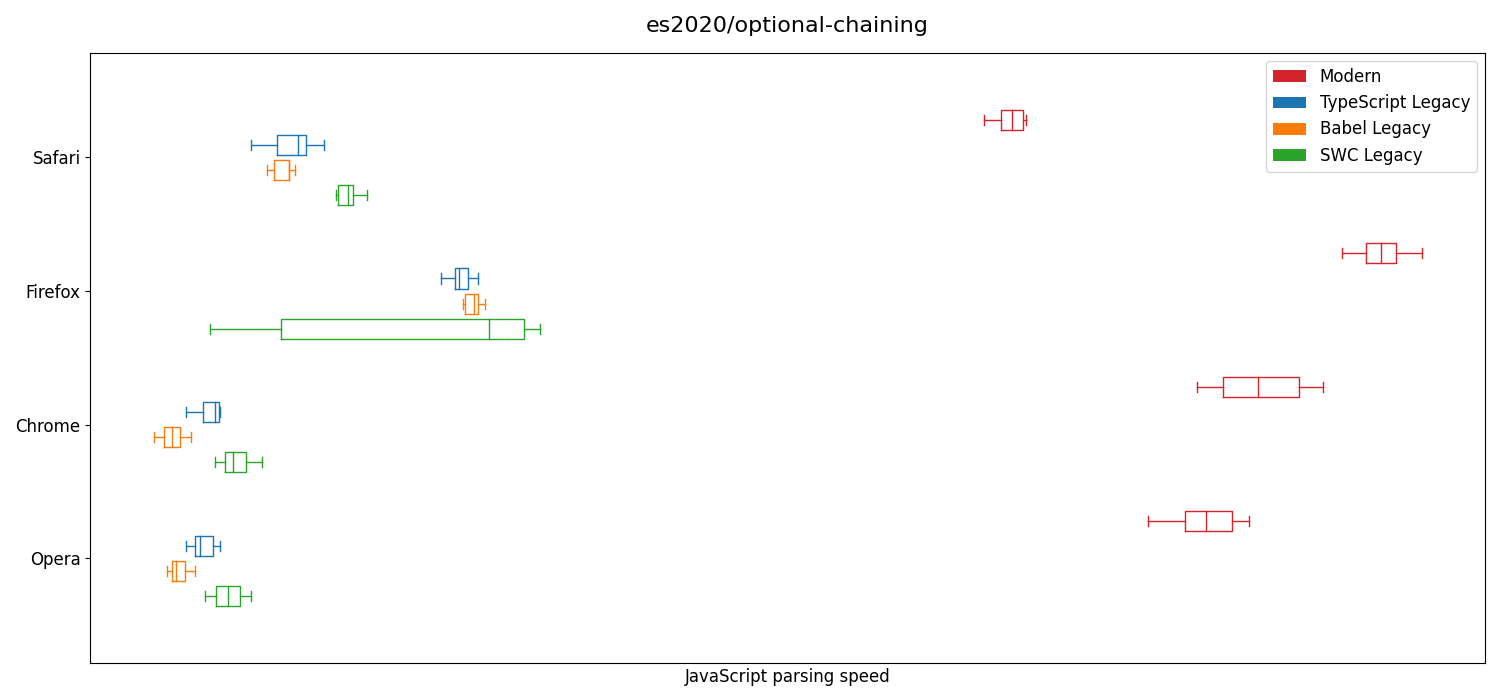 es2020/optional-chaining
Modern
TypeScript Legacy
Babel Legacy
SWC Legacy
Safari
Firefox
Chrome
Opera
JavaScript parsing speed